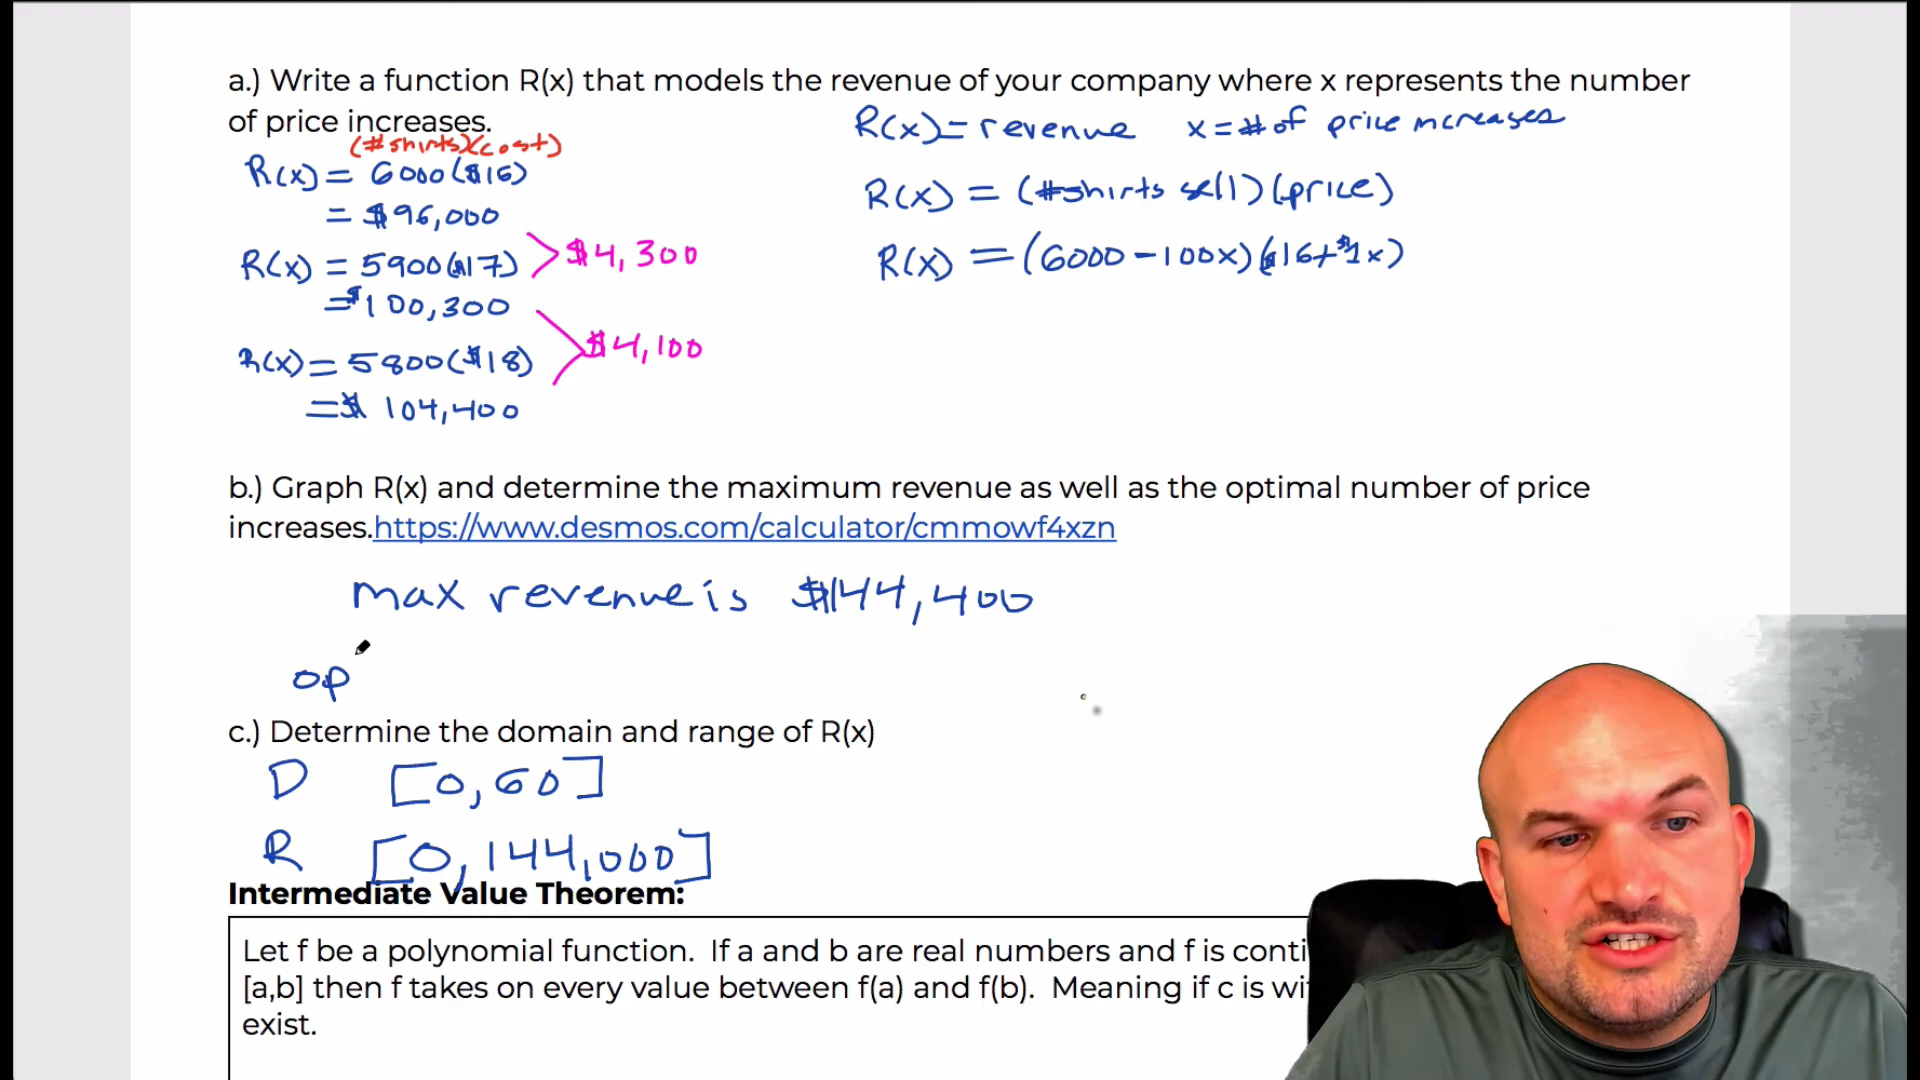 a.) Write a function R(x) that models the revenue of your company where x represents the number
of price increases.
R(x)= revenue x = # of price increases
(# shirts)(cost)
R(x) = 6000($16)
= $96,000
R(x) = (#shirts sell)(price)
R(x) = 5900($17)
= $100,300
$4,300
R(x) = (6000-100x)($16+$1x)
R(x) = 5800($18)
= $ 104,400
$4,100
b.) Graph R(x) and determine the maximum revenue as well as the optimal number of price
increases.https://www.desmos.com/calculator/cmmowf4xzn
max revenue is $144,400
op
c.) Determine the domain and range of R(x)
D [0,60]
R [0,144,000]
Intermediate Value Theorem:
Let f be a polynomial function. If a and b are real numbers and f is conti
[a,b] then f takes on every value between f(a) and f(b). Meaning if c is wi
exist.